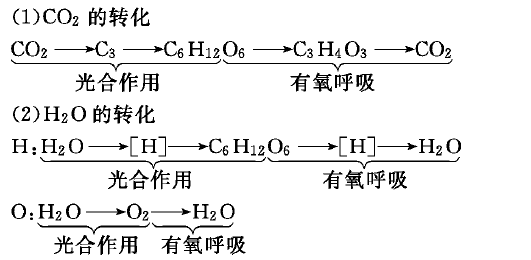 (1)CO₂ 的转化
CO₂ ⟶C₃ ⟶C₆H₁₂O₆ ⟶C₃H₄O₃ ⟶CO₂
光合作用 有氧呼吸
(2)H₂O 的转化
H:H₂O ⟶[H]⟶C₆H₁₂O₆ ⟶[H]⟶H₂O
光合作用 有氧呼吸
O:H₂O ⟶O₂⟶H₂O
光合作用 有氧呼吸